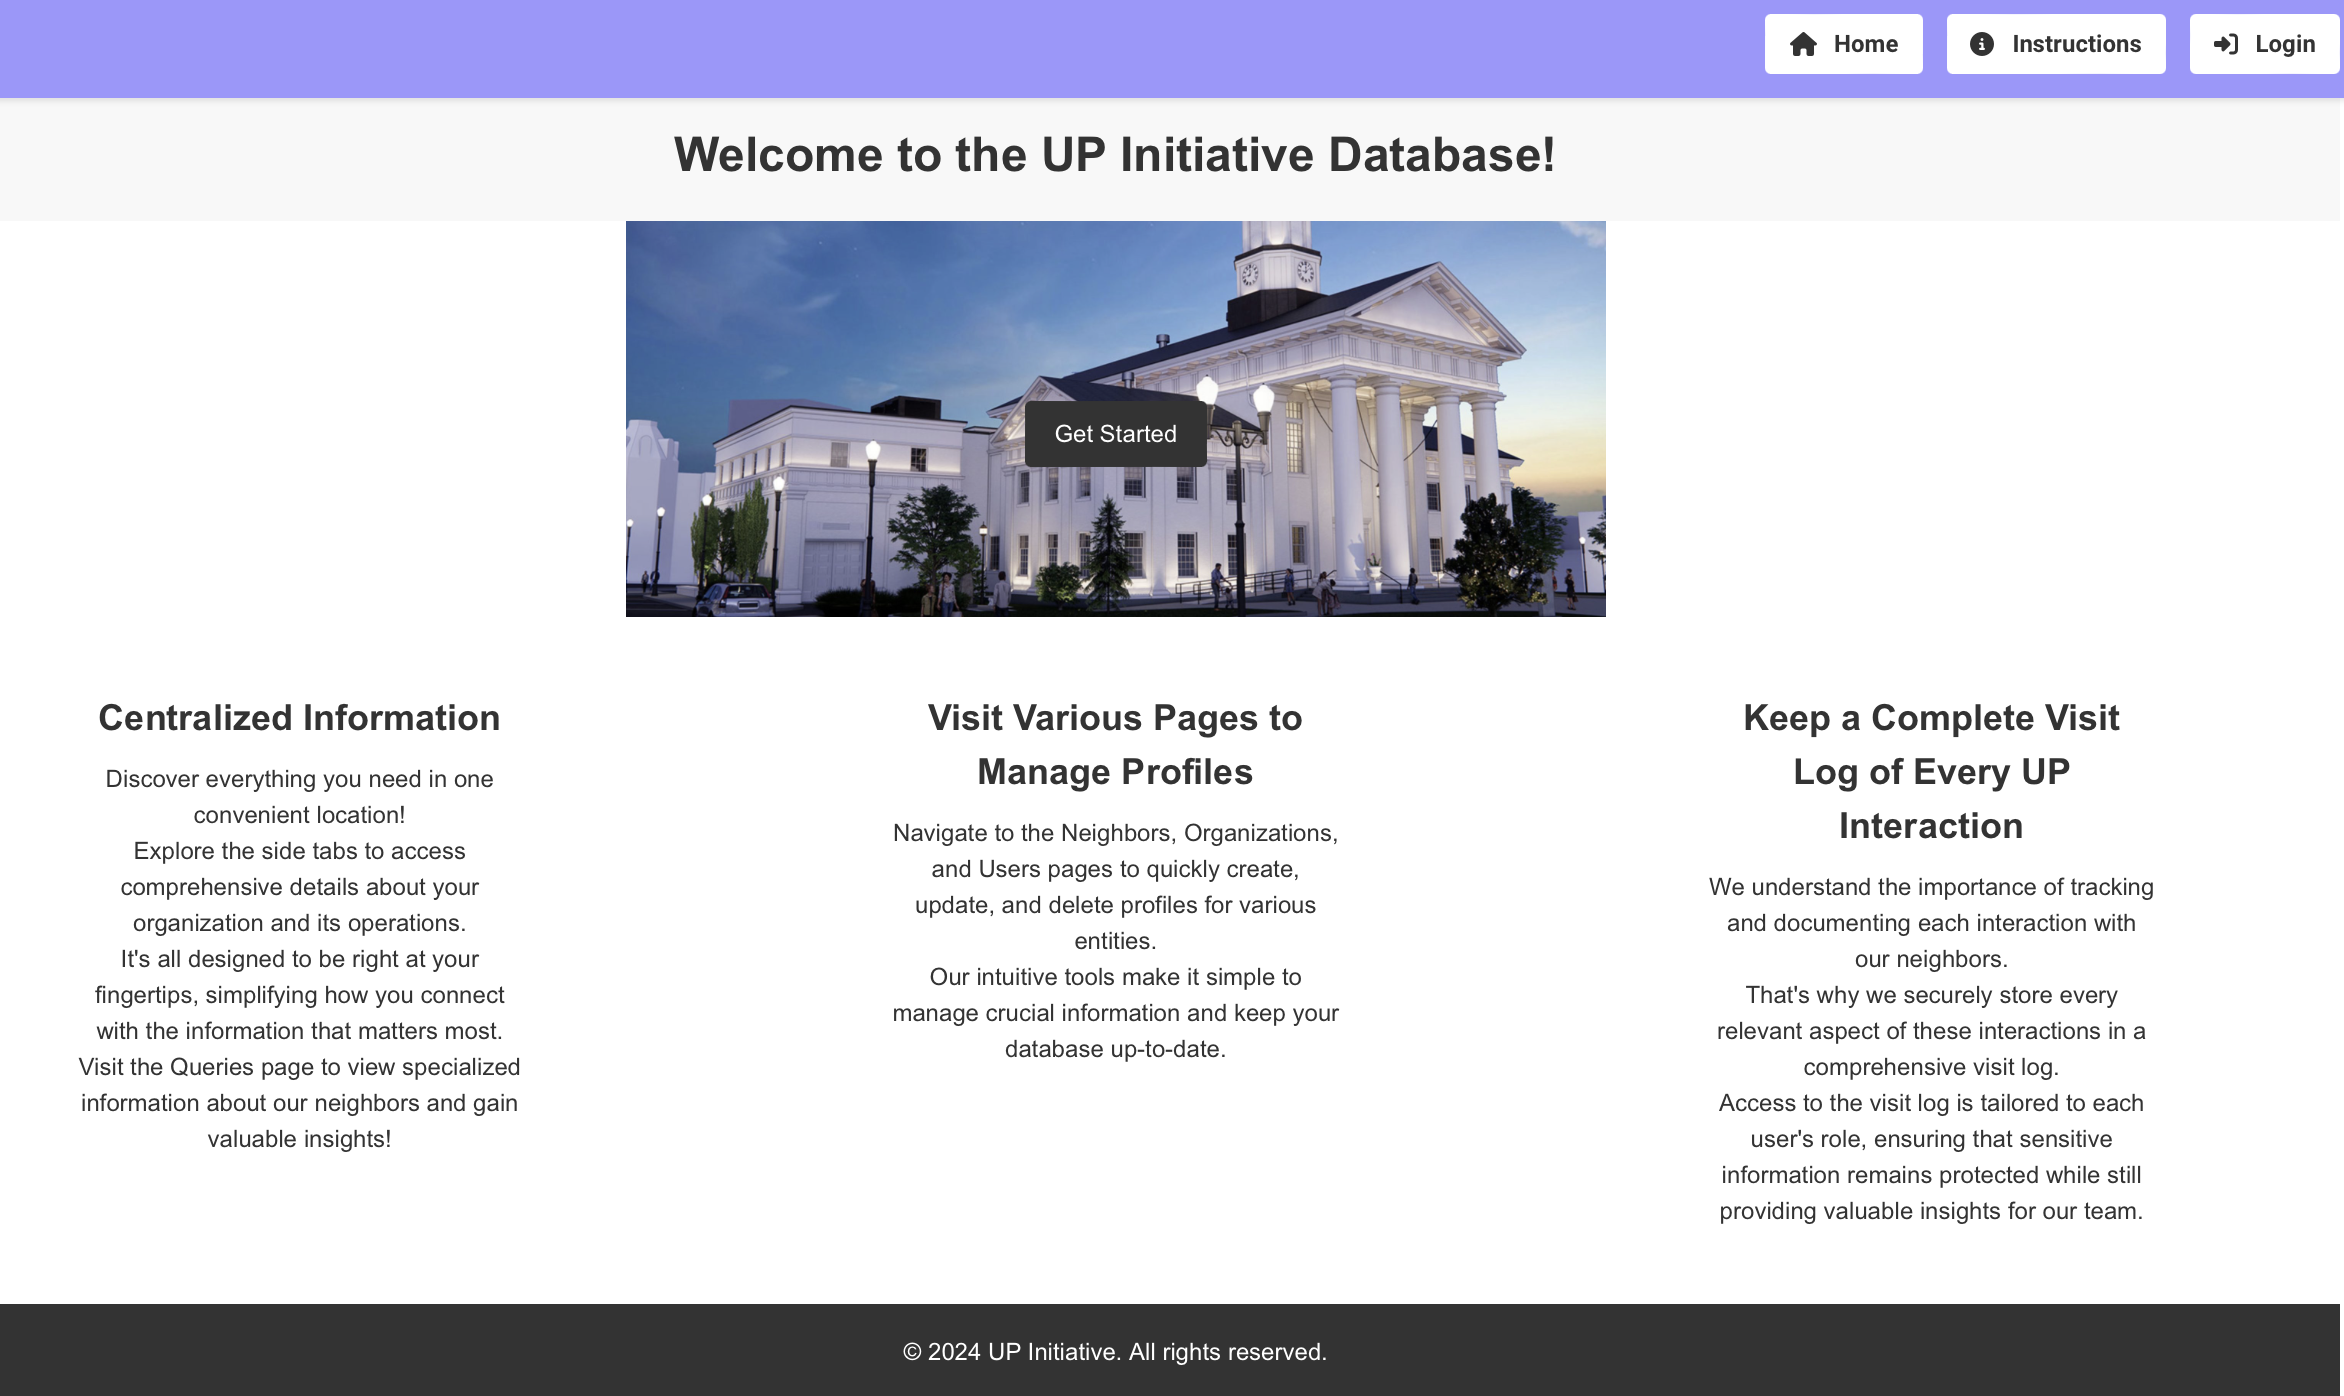 Home Instructions Login
Welcome to the UP Initiative Database!
Get Started
Centralized Information
Discover everything you need in one
convenient location!
Explore the side tabs to access
comprehensive details about your
organization and its operations.
It's all designed to be right at your
fingertips, simplifying how you connect
with the information that matters most.
Visit the Queries page to view specialized
information about our neighbors and gain
valuable insights!
Visit Various Pages to
Manage Profiles
Navigate to the Neighbors, Organizations,
and Users pages to quickly create,
update, and delete profiles for various
entities.
Our intuitive tools make it simple to
manage crucial information and keep your
database up-to-date.
Keep a Complete Visit
Log of Every UP
Interaction
We understand the importance of tracking
and documenting each interaction with
our neighbors.
That's why we securely store every
relevant aspect of these interactions in a
comprehensive visit log.
Access to the visit log is tailored to each
user's role, ensuring that sensitive
information remains protected while still
providing valuable insights for our team.
© 2024 UP Initiative. All rights reserved.